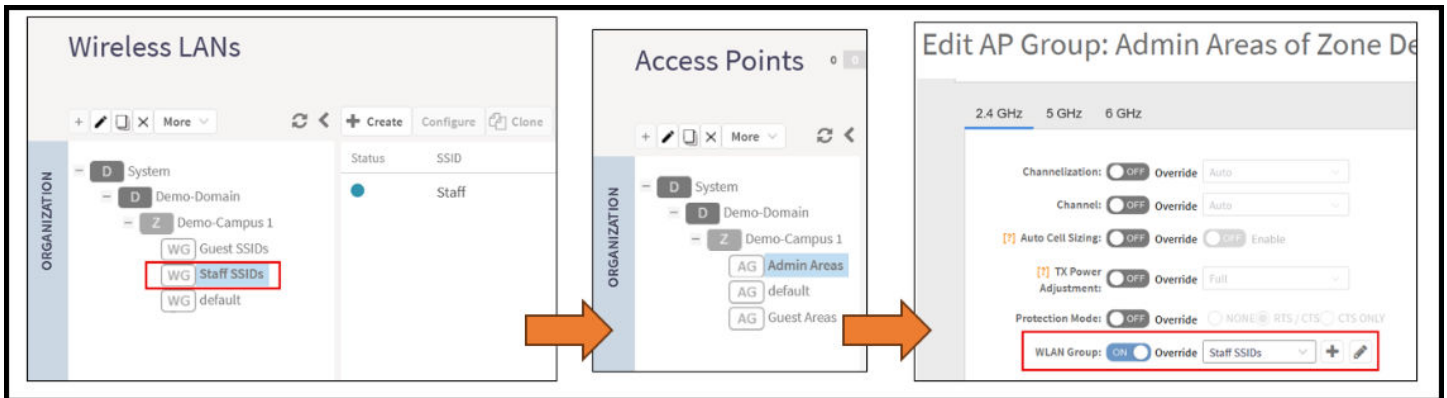 Wireless LANs
+ More
+ Create Configure Clone
ORGANIZATION
Status SSID
D System
D Demo-Domain
Z Demo-Campus 1
WG Guest SSIDs
WG Staff SSIDs
WG default
Staff
Access Points 0 0
+ More
ORGANIZATION
D System
D Demo-Domain
Z Demo-Campus 1
AG Admin Areas
AG default
AG Guest Areas
Edit AP Group: Admin Areas of Zone De
2.4 GHz 5 GHz 6 GHz
Channelization: OFF Override Auto
Channel: OFF Override Auto
[?] Auto Cell Sizing: OFF Override OFF Enable
[?] TX Power
Adjustment: OFF Override Full
Protection Mode: OFF Override NONE RTS / CTS CTS ONLY
WLAN Group: ON Override Staff SSIDs